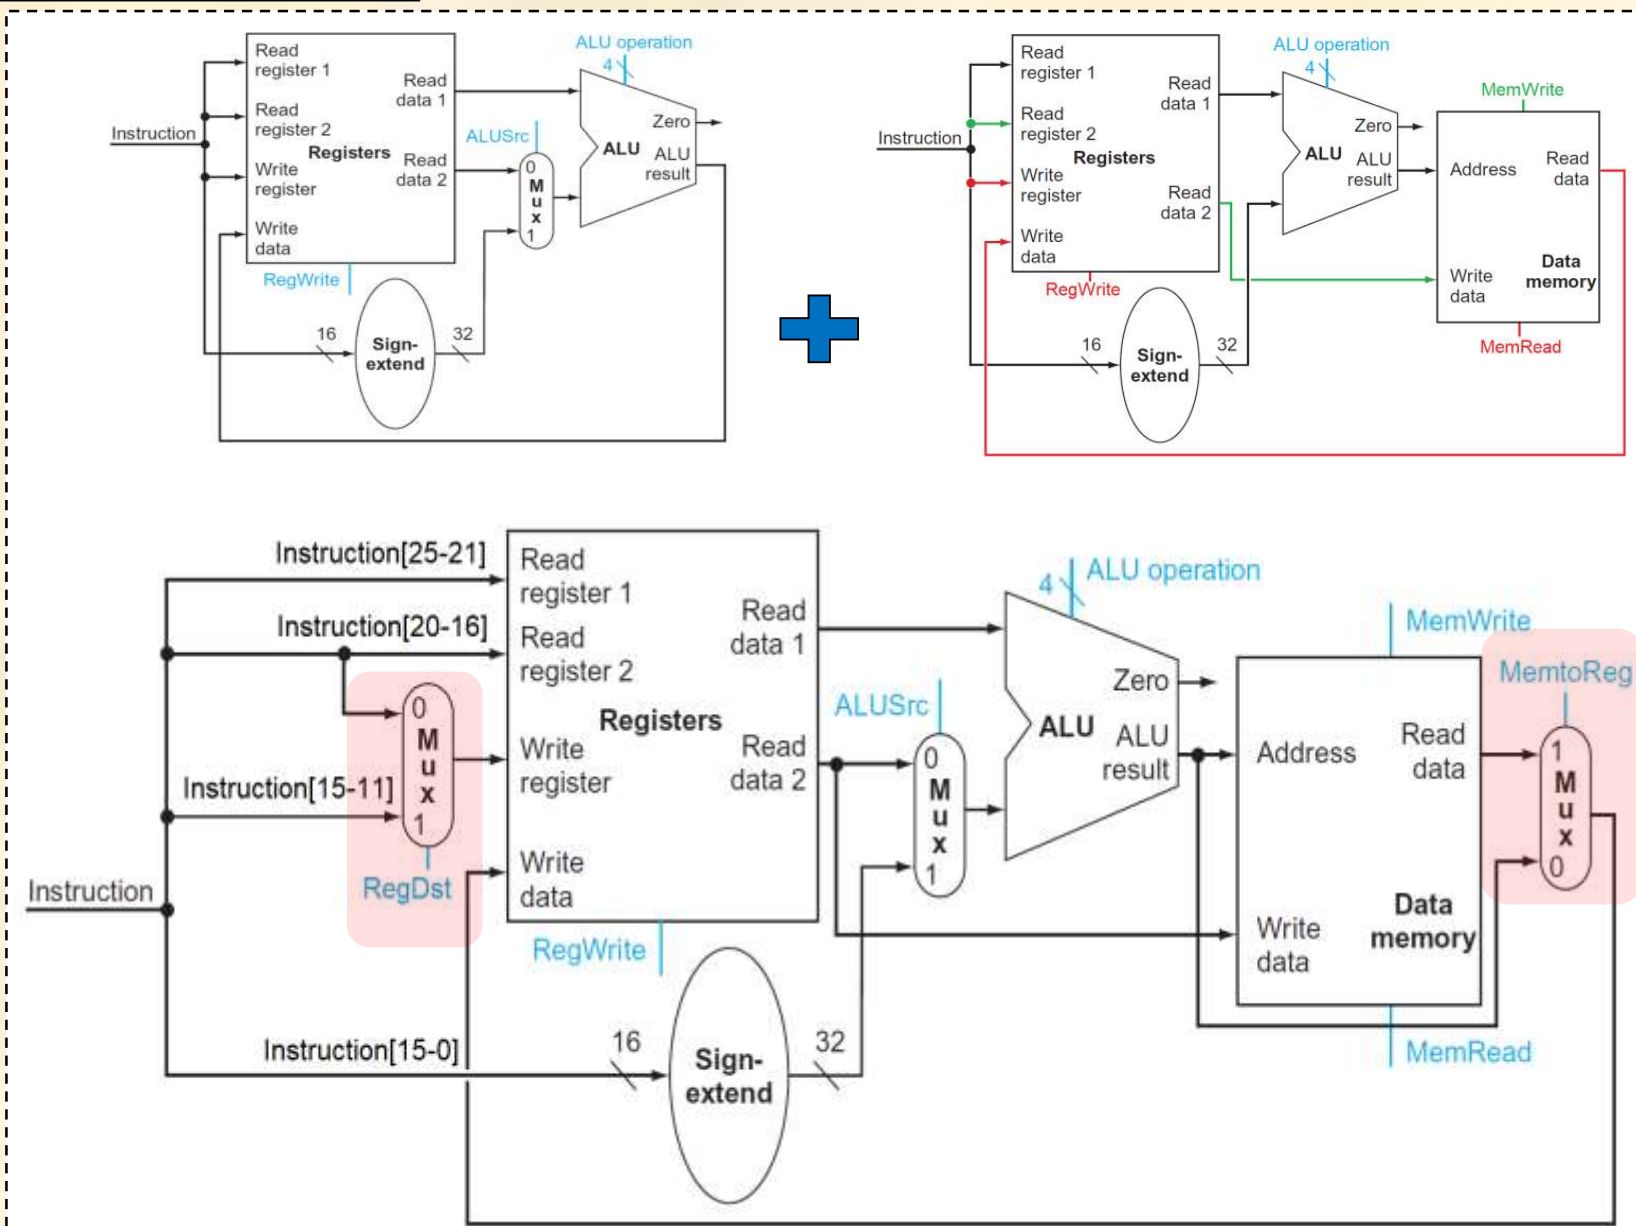 ALU operation
4
Read
register 1
Read
data 1
Read
register 2
Instruction
ALUSrc
Zero
Registers
ALU
ALU
result
Read
data 2
0
Mux
1
Write
register
Write
data
RegWrite
16
Sign-
extend
32
ALU operation
4
Read
register 1
Read
data 1
MemWrite
Read
register 2
Instruction
Zero
Registers
ALU
ALU
result
Address
Read
data
Write
register
Read
data 2
Write
data
Write
data
Data
memory
RegWrite
MemRead
16
Sign-
extend
32
Instruction[25-21]
Read
register 1
4
ALU operation
Instruction[20-16]
Read
register 2
Read
data 1
MemWrite
MemtoReg
Zero
0
Mux
1
Registers
ALUSrc
ALU
ALU
result
Write
register
Read
data 2
0
Mux
1
Address
Read
data
1
Mux
0
Instruction[15-11]
RegDst
Instruction
Write
data
Write
data
Data
memory
RegWrite
Instruction[15-0]
16
Sign-
extend
32
MemRead